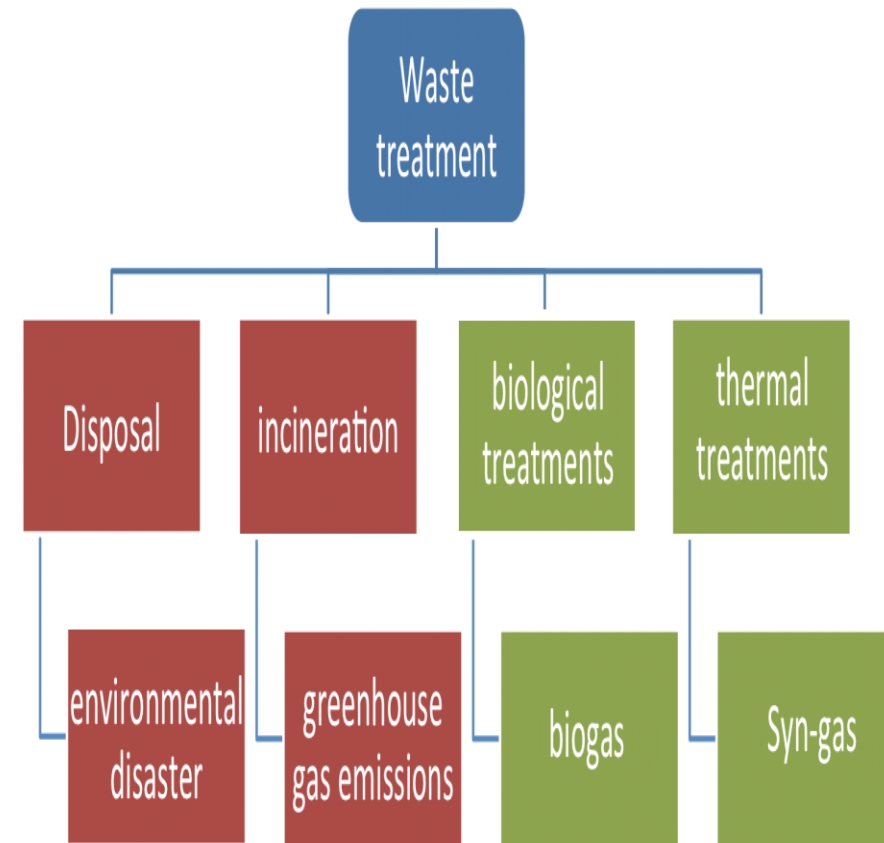 Waste
treatment
Disposal
incineration
biological
treatments
thermal
treatments
environmental
disaster
greenhouse
gas emissions
biogas
Syn-gas